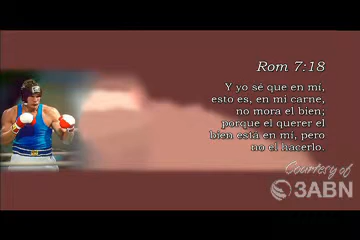 Rom 7:18
Y yo sé que en mí,
esto es, en mi carne,
no mora el bien;
porque el querer el
bien está en mí, pero
no el hacerlo.
Courtesy of
3ABN